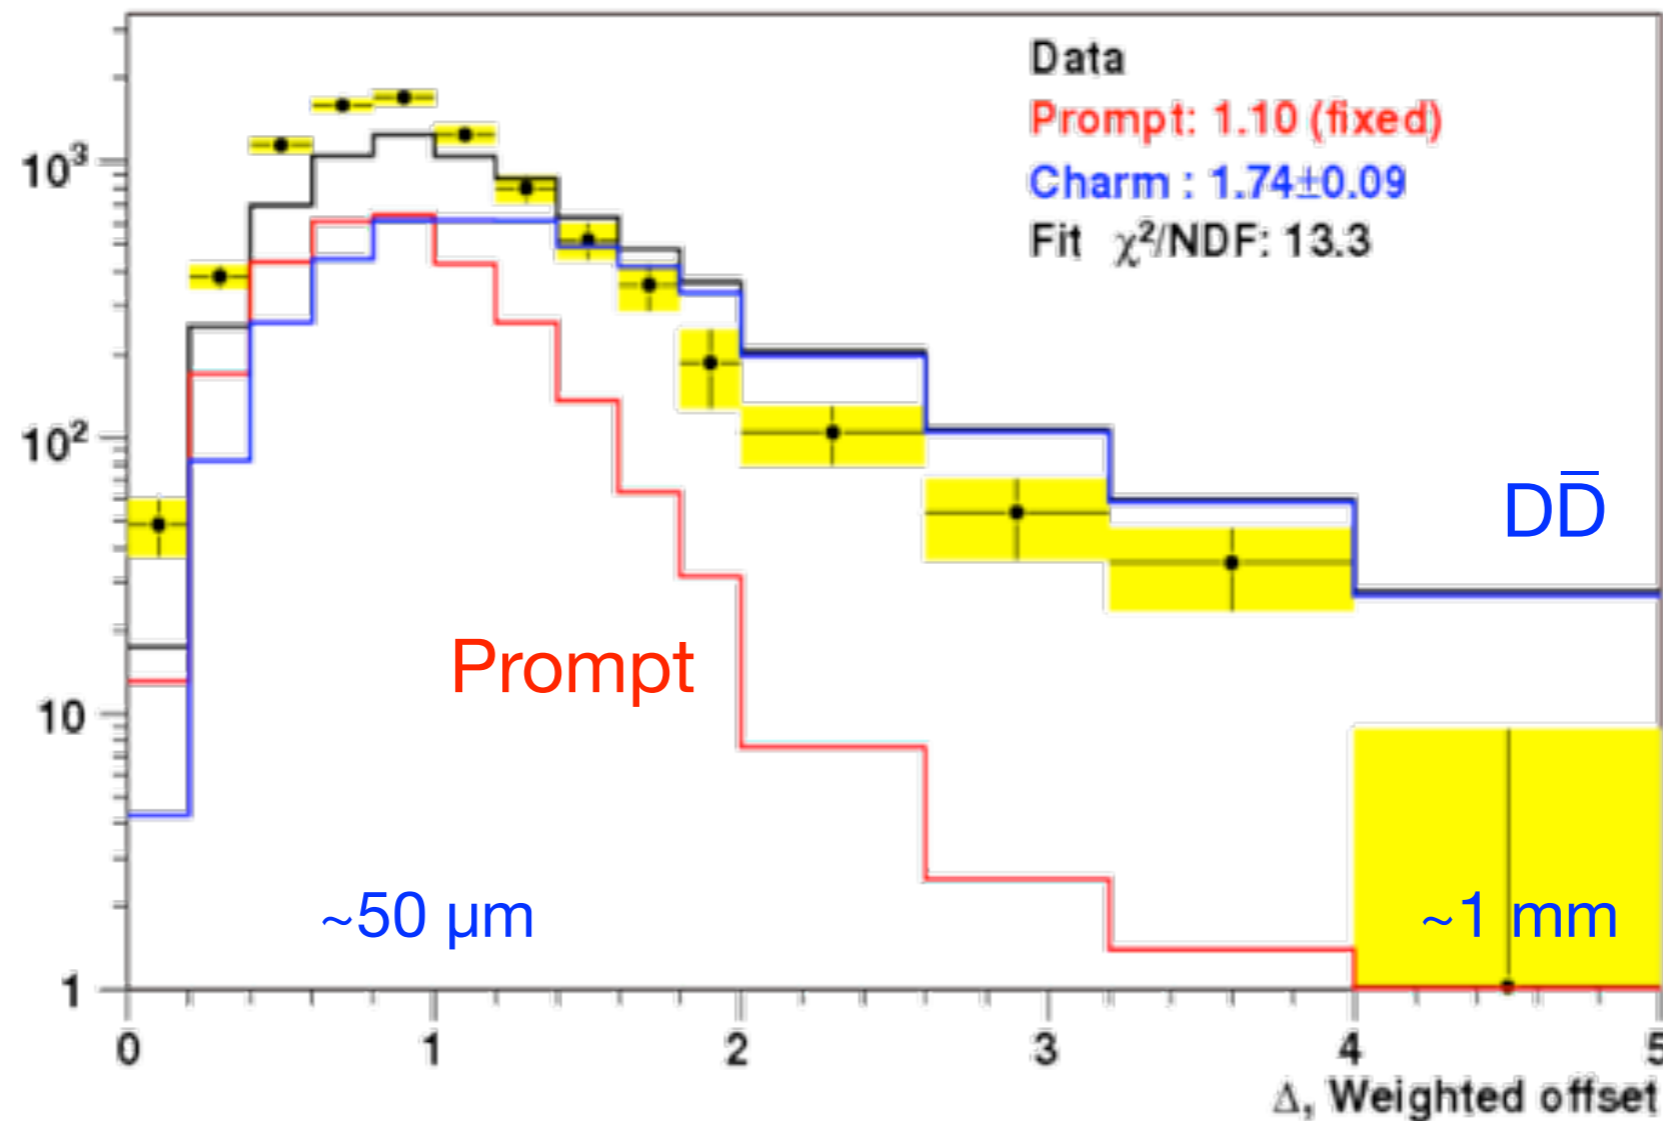 Data
Prompt: 1.10 (fixed)
Charm : 1.74±0.09
Fit χ²/NDF: 13.3
10³
10²
10
1
DD̅
Prompt
~50 µm
~1 mm
0 1 2 3 4 5
Δ, Weighted offset